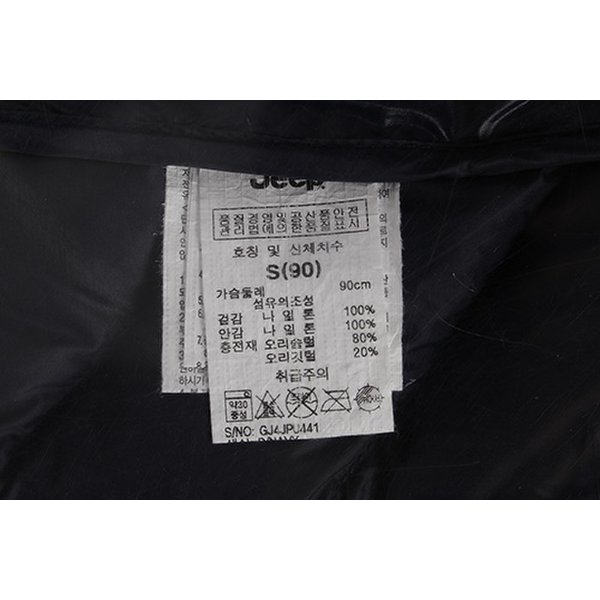 Jeep.
품질경영및공산품안전
관리법에의한품질표시
호칭 및 신체치수
S(90)
가슴둘레 90cm
섬유의조성
겉감 나 일 론 100%
안감 나 일 론 100%
충전재 오리솜털 80%
오리깃털 20%
취급주의
약30
중성
S/NO: GJ4JPU441